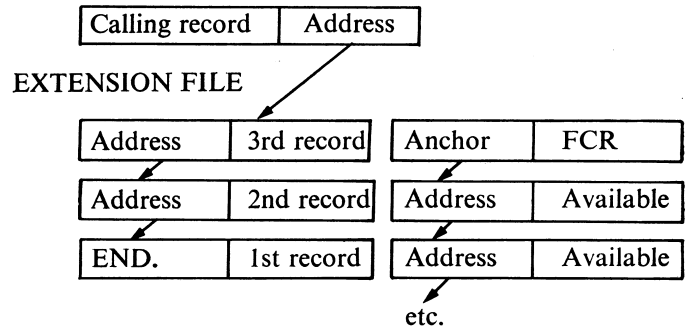 Calling record Address
EXTENSION FILE
Address 3rd record Anchor FCR
Address 2nd record Address Available
END. 1st record Address Available
etc.